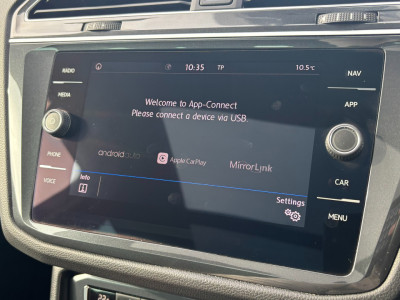 RADIO
MEDIA
PHONE
VOICE
10:35 TP 10.5°C
Welcome to App-Connect
Please connect a device via USB.
androidauto Apple CarPlay MirrorLink
Info
Settings
NAV
APP
CAR
MENU
22